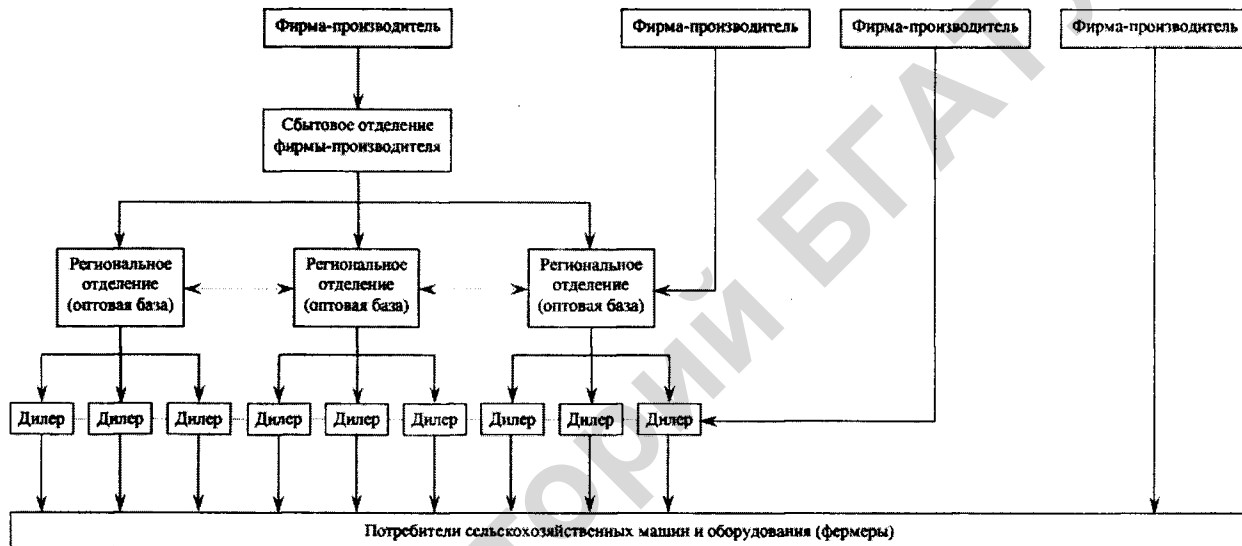 Фирма-производитель
Фирма-производитель
Фирма-производитель
Фирма-производитель
Сбытовое отделение
фирмы-производителя
Региональное
отделение
(оптовая база)
Региональное
отделение
(оптовая база)
Региональное
отделение
(оптовая база)
Дилер
Дилер
Дилер
Дилер
Дилер
Дилер
Дилер
Дилер
Дилер
Потребители сельскохозяйственных машин и оборудования (фермеры)
БГАТ